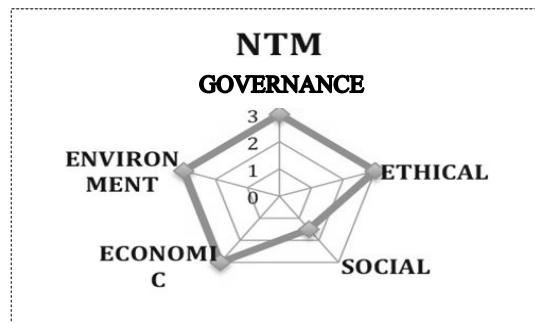 NTM
GOVERNANCE
3
2
1
0
ENVIRON
MENT
ETHICAL
ECONOMI
C
SOCIAL